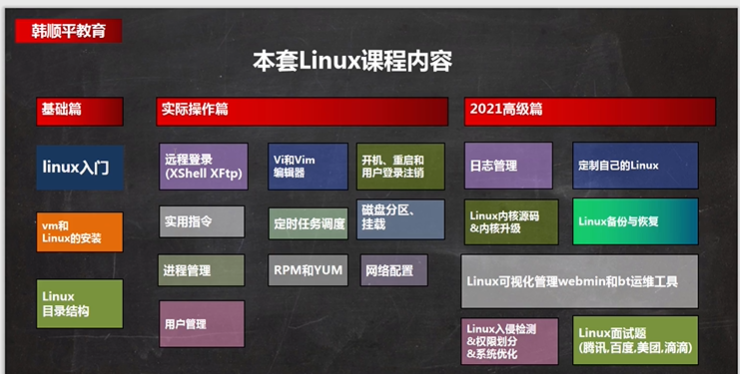 韩顺平教育
本套Linux课程内容
基础篇
实际操作篇
2021高级篇
linux入门
远程登录
(XShell XFtp)
Vi和Vim
编辑器
开机、重启和
用户登录注销
日志管理
定制自己的Linux
vm和
Linux的安装
实用指令
定时任务调度
磁盘分区、
挂载
Linux内核源码
&内核升级
Linux备份与恢复
Linux
目录结构
进程管理
RPM和YUM
网络配置
Linux可视化管理webmin和bt运维工具
用户管理
Linux入侵检测
&权限划分
&系统优化
Linux面试题
(腾讯,百度,美团,滴滴)